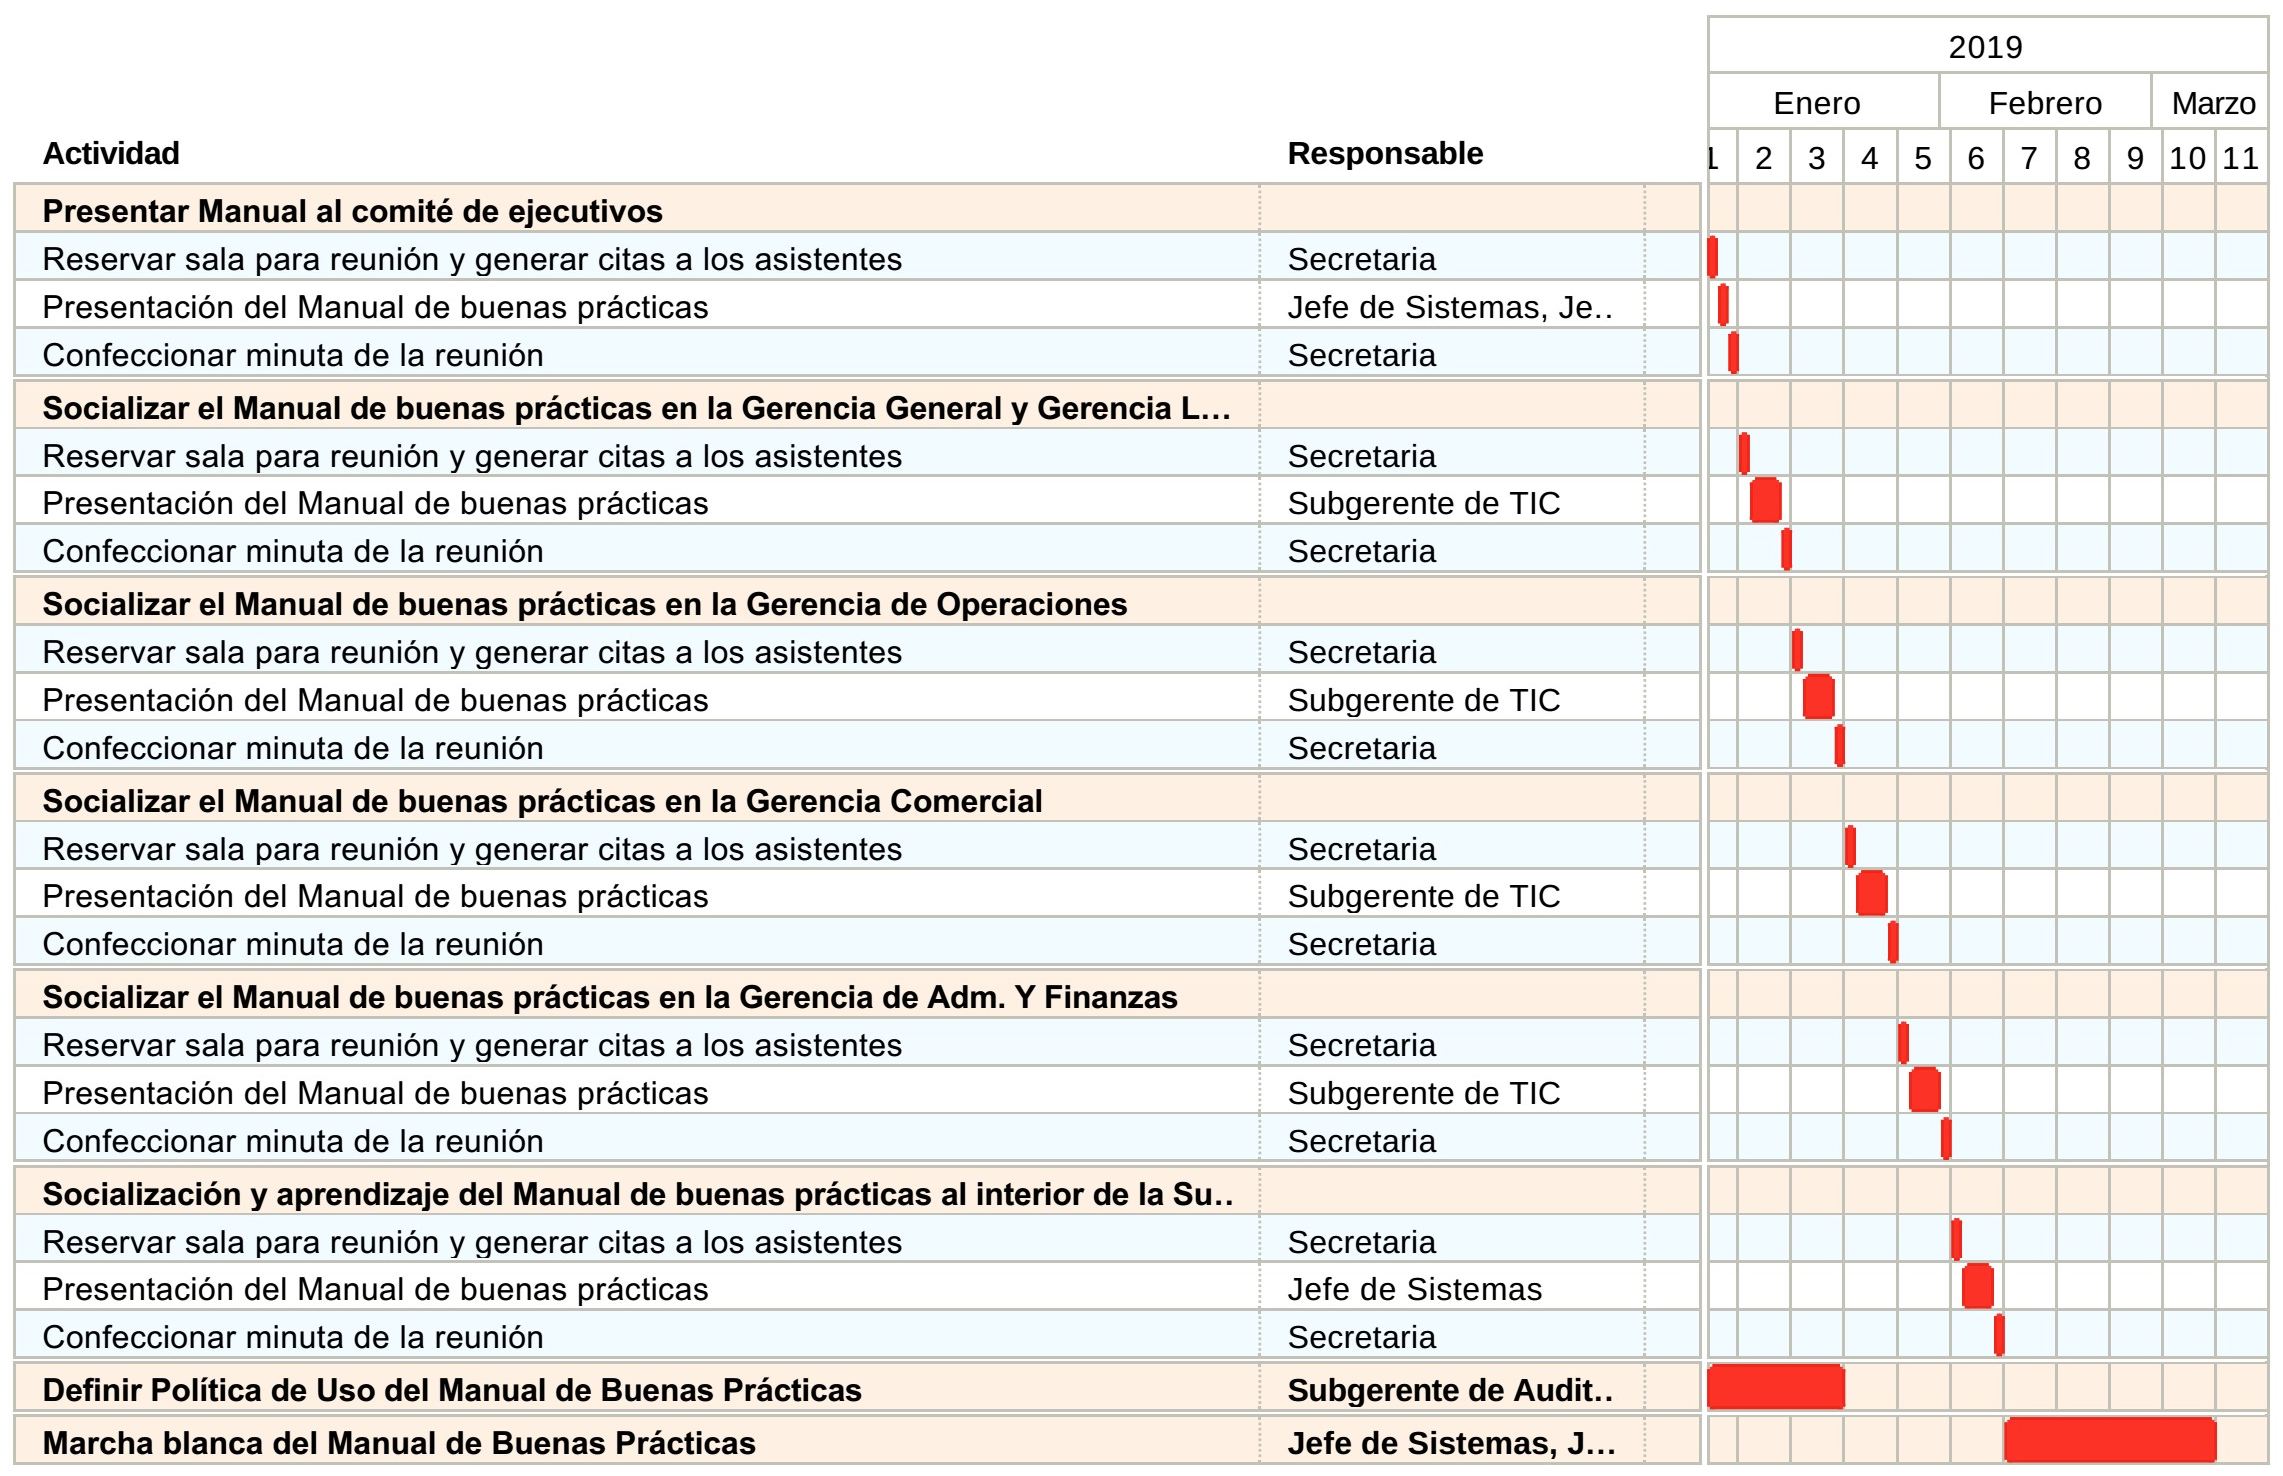 2019
Enero Febrero Marzo
Actividad Responsable 1 2 3 4 5 6 7 8 9 10 11
Presentar Manual al comité de ejecutivos
Reservar sala para reunión y generar citas a los asistentes Secretaria
Presentación del Manual de buenas prácticas Jefe de Sistemas, Je..
Confeccionar minuta de la reunión Secretaria
Socializar el Manual de buenas prácticas en la Gerencia General y Gerencia L...
Reservar sala para reunión y generar citas a los asistentes Secretaria
Presentación del Manual de buenas prácticas Subgerente de TIC
Confeccionar minuta de la reunión Secretaria
Socializar el Manual de buenas prácticas en la Gerencia de Operaciones
Reservar sala para reunión y generar citas a los asistentes Secretaria
Presentación del Manual de buenas prácticas Subgerente de TIC
Confeccionar minuta de la reunión Secretaria
Socializar el Manual de buenas prácticas en la Gerencia Comercial
Reservar sala para reunión y generar citas a los asistentes Secretaria
Presentación del Manual de buenas prácticas Subgerente de TIC
Confeccionar minuta de la reunión Secretaria
Socializar el Manual de buenas prácticas en la Gerencia de Adm. Y Finanzas
Reservar sala para reunión y generar citas a los asistentes Secretaria
Presentación del Manual de buenas prácticas Subgerente de TIC
Confeccionar minuta de la reunión Secretaria
Socialización y aprendizaje del Manual de buenas prácticas al interior de la Su..
Reservar sala para reunión y generar citas a los asistentes Secretaria
Presentación del Manual de buenas prácticas Jefe de Sistemas
Confeccionar minuta de la reunión Secretaria
Definir Política de Uso del Manual de Buenas Prácticas Subgerente de Audit..
Marcha blanca del Manual de Buenas Prácticas Jefe de Sistemas, J...